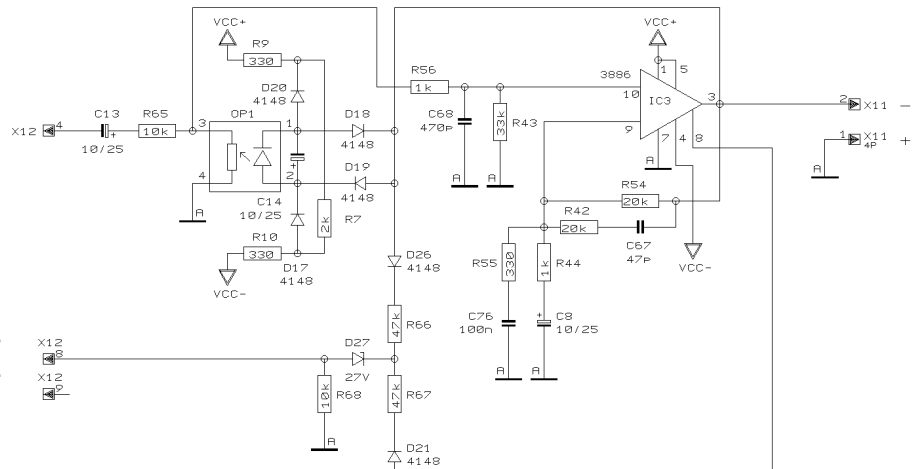 VCC+
VCC+
R9
330
R56
1k
3886
1
5
D20
4148
10
IC3
3
2
X11
-
C13
R65
OP1
C68
470p
R43
33k
X12
4
+
10/25
10k
3
1
D18
4148
9
7
4
8
1
X11
4P
+
A
A
A
A
+
D19
4148
4
2
C14
10/25
R54
20k
A
2k
R7
R42
20k
R10
330
C67
47p
D17
4148
VCC-
D26
4148
R55
330
1k
R44
VCC-
R66
47k
C76
100n
+
C8
10/25
X12
8
D27
27V
A
A
X12
9
10k
R68
47k
R67
A
D21
4148